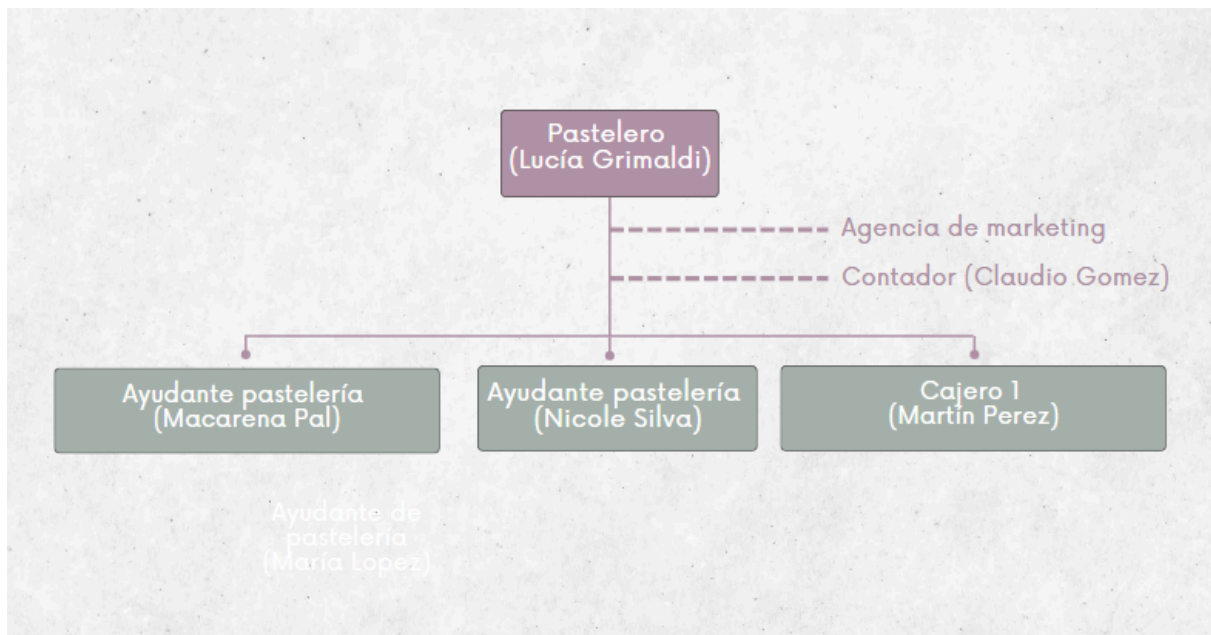 Pastelero
(Lucía Grimaldi)
Agencia de marketing
Contador (Claudio Gomez)
Ayudante pastelería
(Macarena Pal)
Ayudante pastelería
(Nicole Silva)
Cajero 1
(Martín Perez)
Ayudante de
pastelería
(María Lopez)